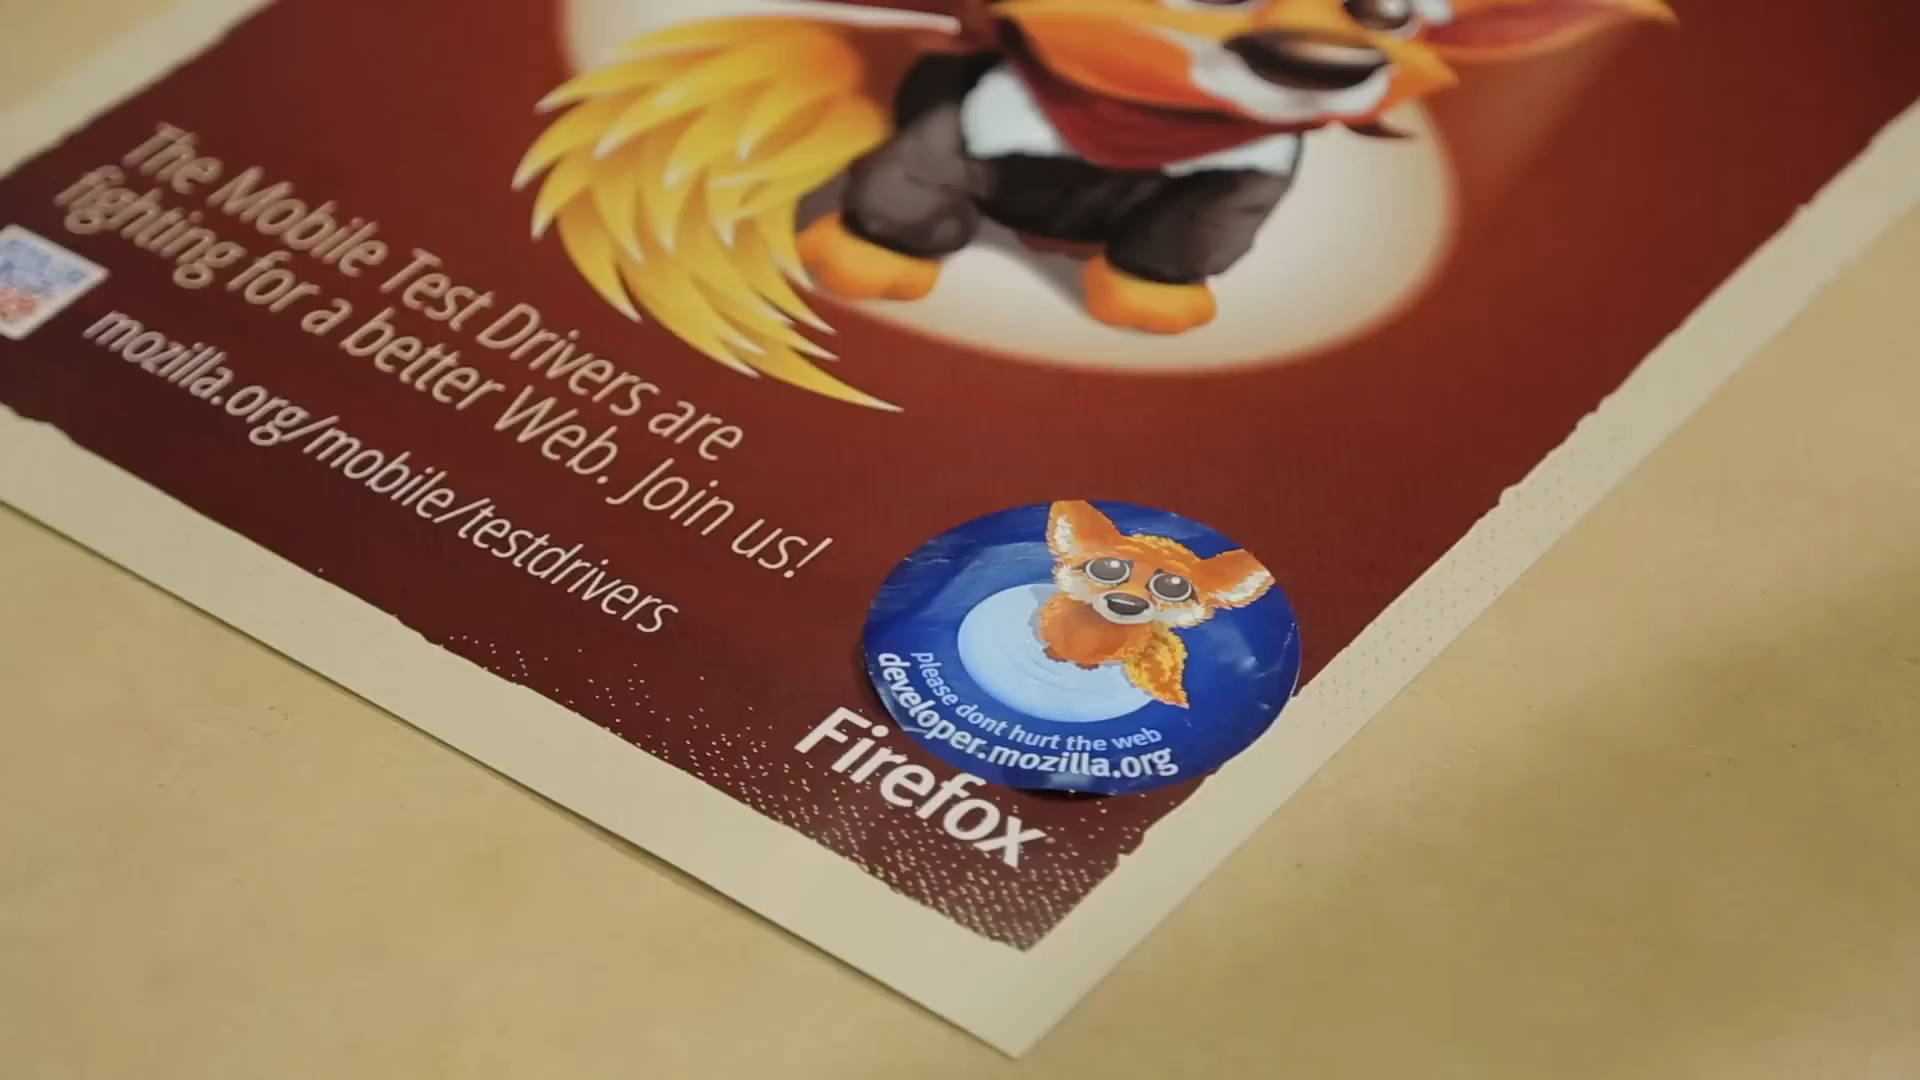 The Mobile Test Drivers are
fighting for a better Web. Join us!
mozilla.org/mobile/testdrivers
please dont hurt the web
developer.mozilla.org
Firefox